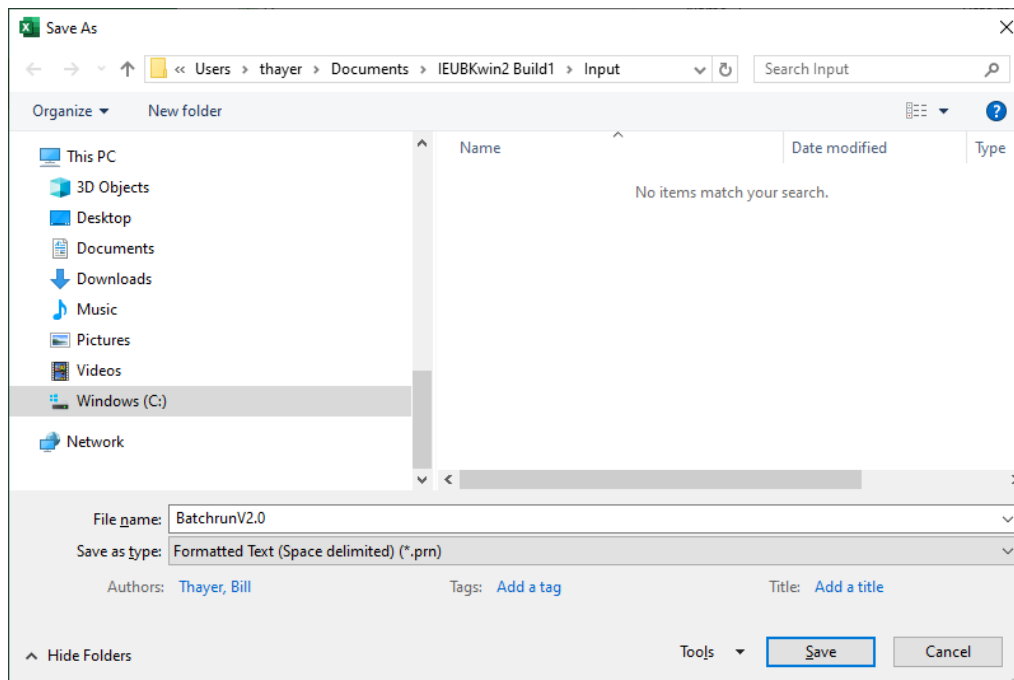 Save As
« Users › thayer › Documents › IEUBKwin2 Build1 › Input
Search Input
Organize
New folder
?
Name
Date modified
Type
No items match your search.
This PC
3D Objects
Desktop
Documents
Downloads
Music
Pictures
Videos
Windows (C:)
Network
File name: BatchrunV2.0
Save as type: Formatted Text (Space delimited) (*.prn)
Authors: Thayer, Bill
Tags: Add a tag
Title: Add a title
Hide Folders
Tools
Save
Cancel